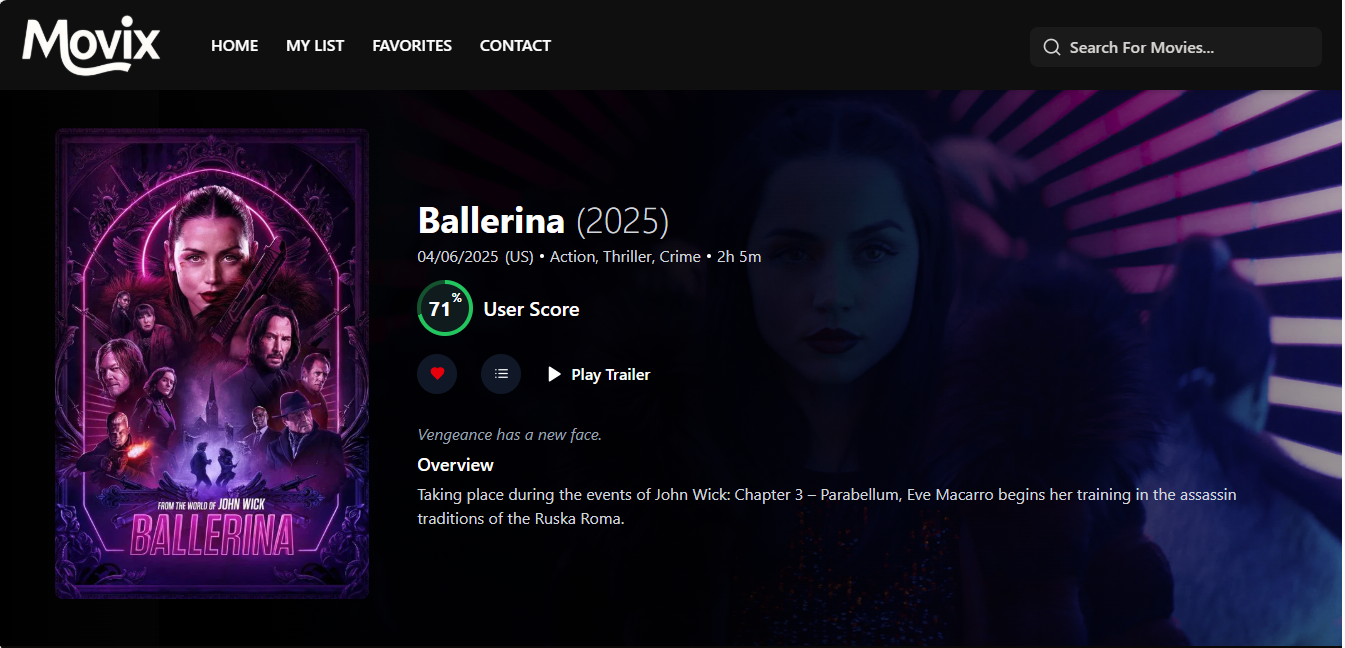 Movix
HOME
MY LIST
FAVORITES
CONTACT
Search For Movies...
FROM THE WORLD OF JOHN WICK
BALLERINA
Ballerina (2025)
04/06/2025 (US) • Action, Thriller, Crime • 2h 5m
71%
User Score
Play Trailer
Vengeance has a new face.
Overview
Taking place during the events of John Wick: Chapter 3 – Parabellum, Eve Macarro begins her training in the assassin
traditions of the Ruska Roma.